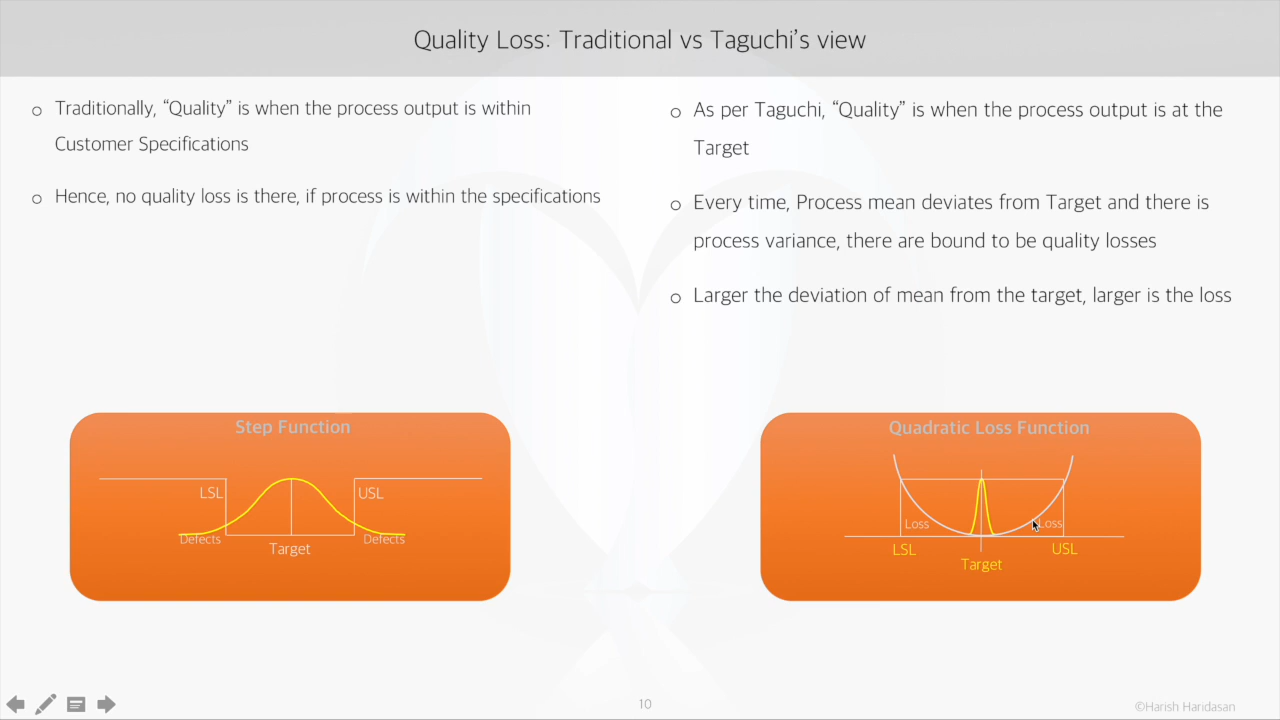 Quality Loss: Traditional vs Taguchi's view
o Traditionally, “Quality” is when the process output is within
Customer Specifications
o Hence, no quality loss is there, if process is within the specifications
o As per Taguchi, “Quality” is when the process output is at the
Target
o Every time, Process mean deviates from Target and there is
process variance, there are bound to be quality losses
o Larger the deviation of mean from the target, larger is the loss
Step Function
LSL
USL
Defects
Target
Defects
Quadratic Loss Function
Loss
Loss
LSL
USL
Target
10
©Harish Haridasan